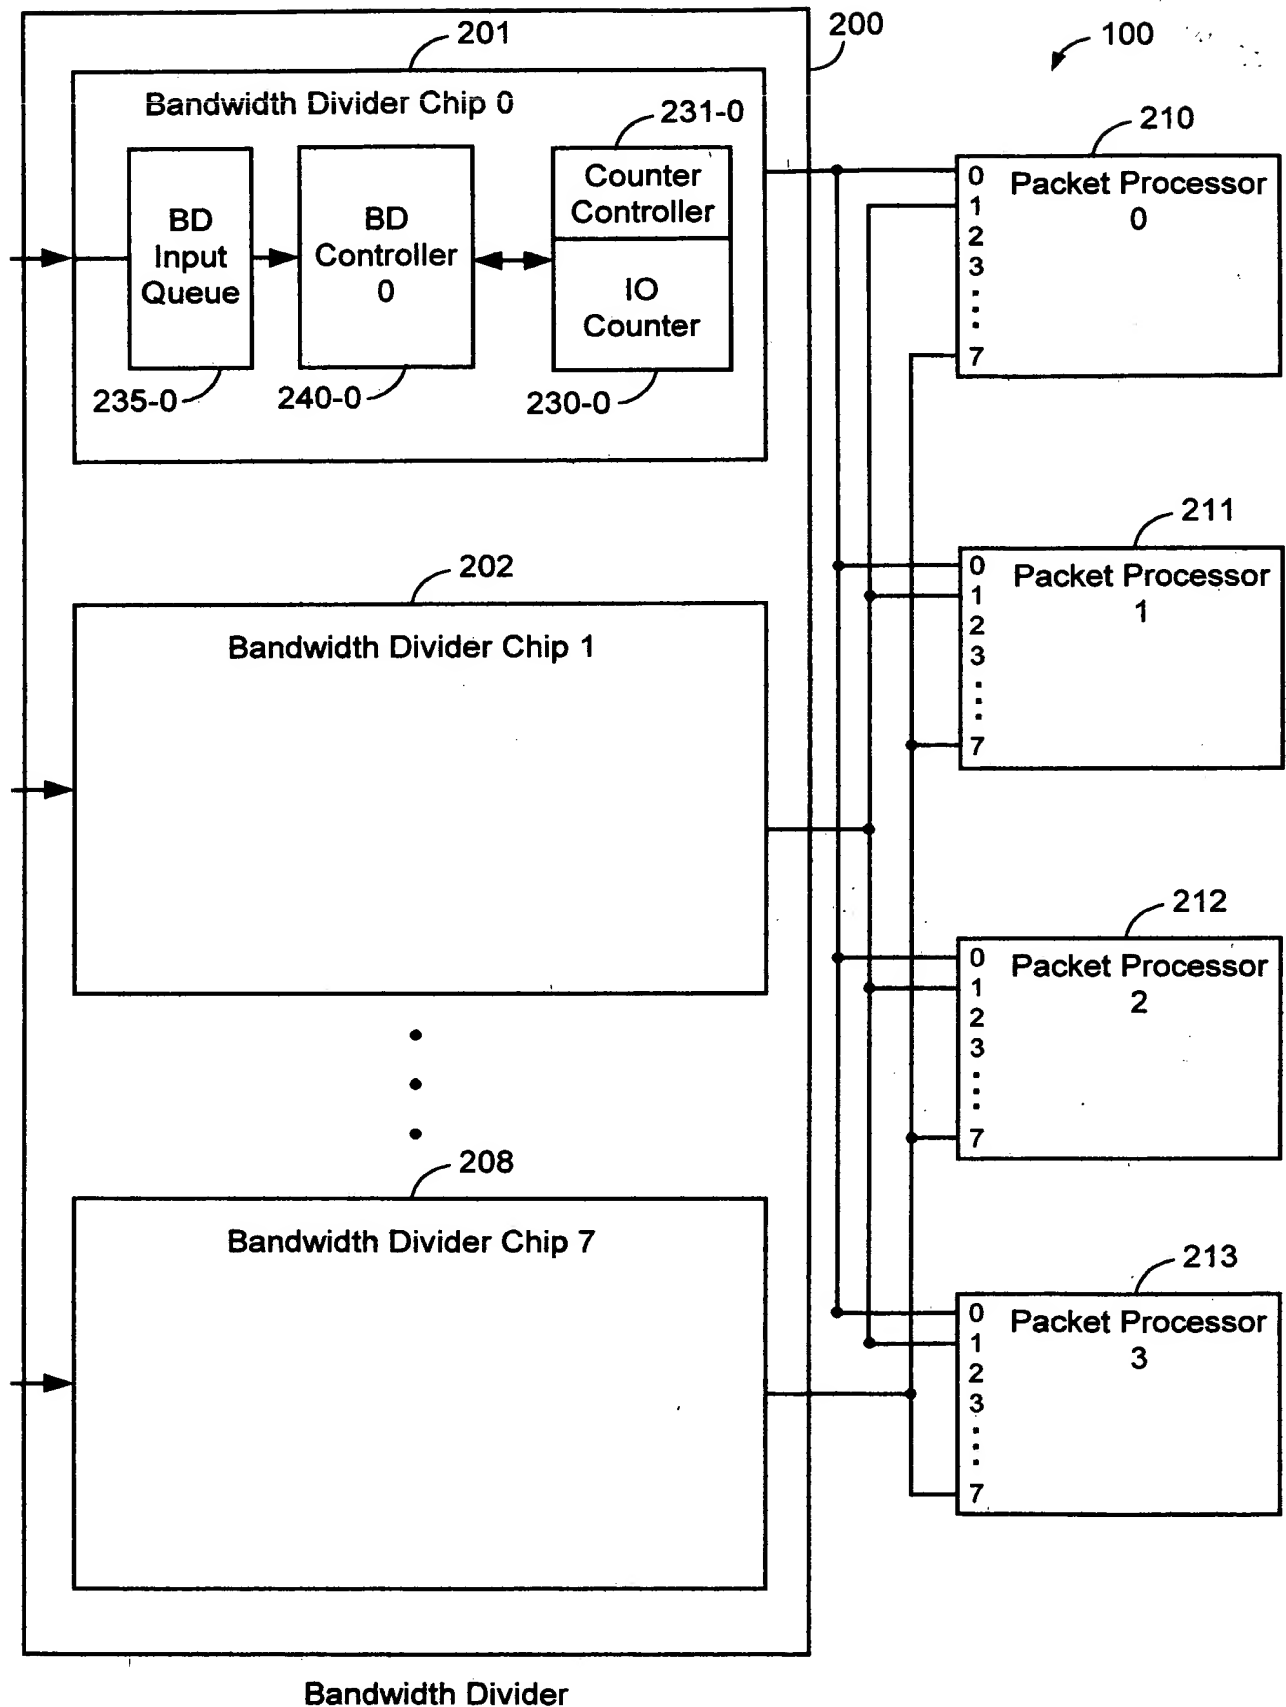 201
200
100
Bandwidth Divider Chip 0
231-0
BD
Input
Queue
BD
Controller
0
Counter
Controller
IO
Counter
235-0
240-0
230-0
210
0
1
2
3
7
Packet Processor
0
202
Bandwidth Divider Chip 1
211
0
1
2
3
7
Packet Processor
1
212
0
1
2
3
7
Packet Processor
2
208
Bandwidth Divider Chip 7
213
0
1
2
3
7
Packet Processor
3
Bandwidth Divider